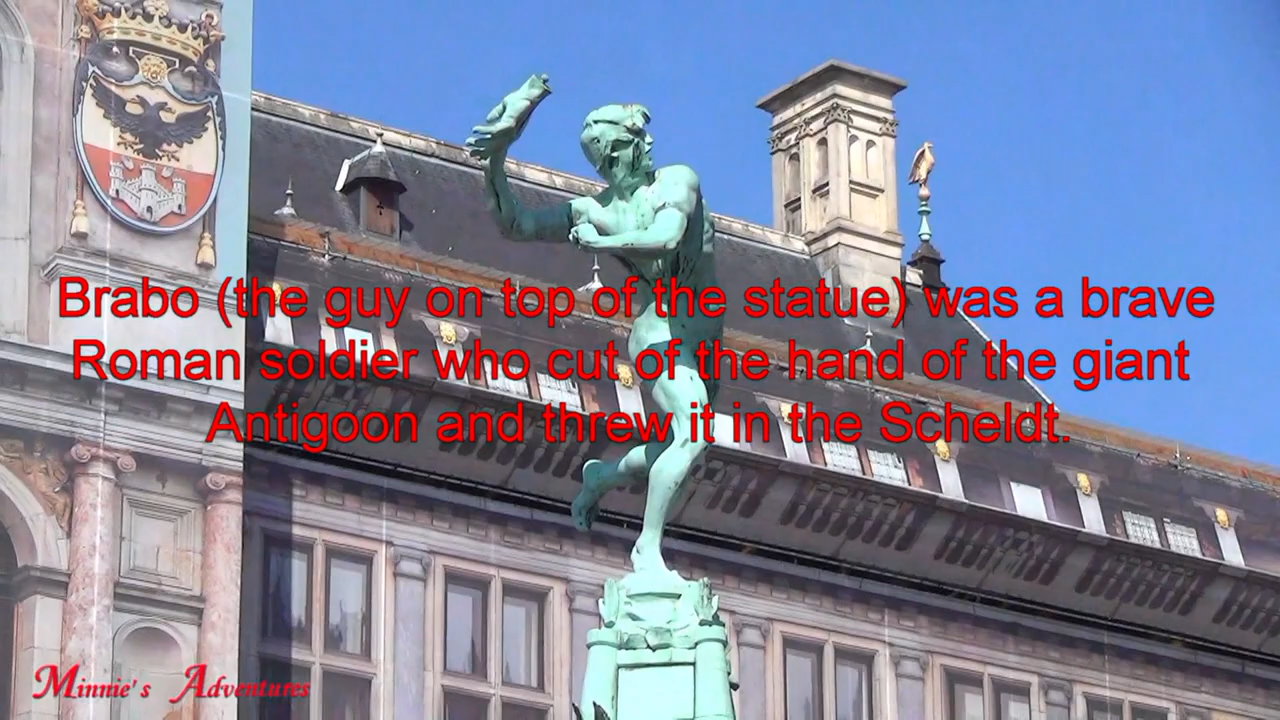 Brabo (the guy on top of the statue) was a brave
Roman soldier who cut of the hand of the giant
Antigoon and threw it in the Scheldt.
Minnie's Adventures